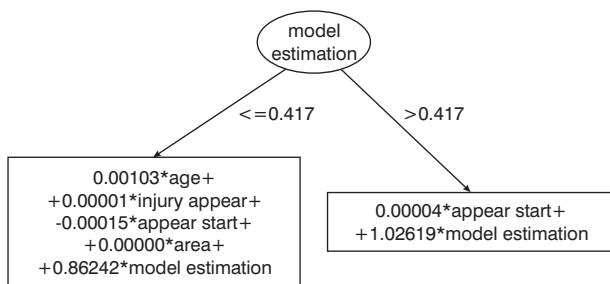 model
estimation
<=0.417
>0.417
0.00103*age+
+0.00001*injury appear+
-0.00015*appear start+
+0.00000*area+
+0.86242*model estimation
0.00004*appear start+
+1.02619*model estimation